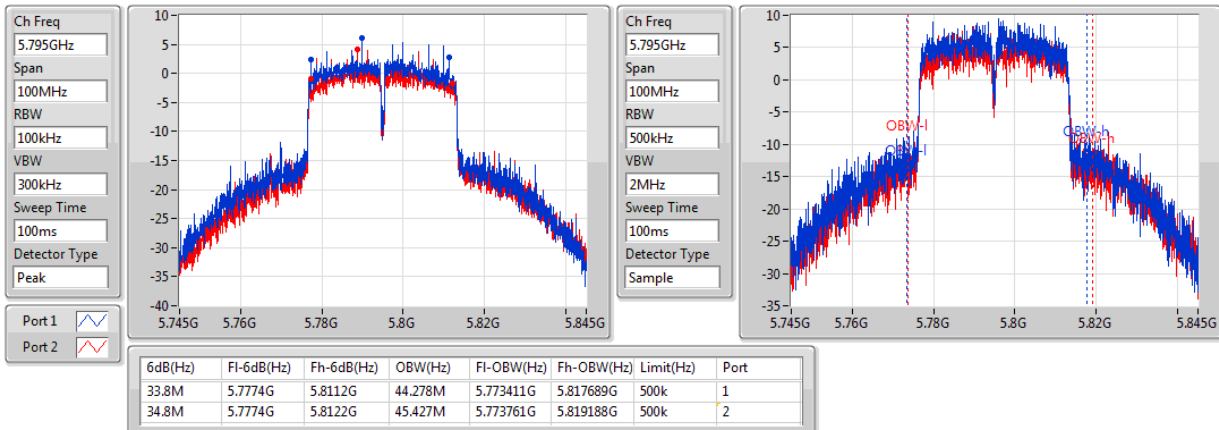 Ch Freq
5.795GHz
Span
100MHz
RBW
100kHz
VBW
300kHz
Sweep Time
100ms
Detector Type
Peak
Port 1
Port 2
10
5
0
-5
-10
-15
-20
-25
-30
-35
-40
5.745G 5.76G 5.78G 5.8G 5.82G 5.845G
Ch Freq
5.795GHz
Span
100MHz
RBW
500kHz
VBW
2MHz
Sweep Time
100ms
Detector Type
Sample
10
5
0
-5
-10
-15
-20
-25
-30
-35
OBW-l
OBW-l
OBW-h
OBW-h
5.745G 5.76G 5.78G 5.8G 5.82G 5.845G
6dB(Hz) Fl-6dB(Hz) Fh-6dB(Hz) OBW(Hz) Fl-OBW(Hz) Fh-OBW(Hz) Limit(Hz) Port
33.8M 5.7774G 5.8112G 44.278M 5.773411G 5.817689G 500k 1
34.8M 5.7774G 5.8122G 45.427M 5.773761G 5.819188G 500k 2